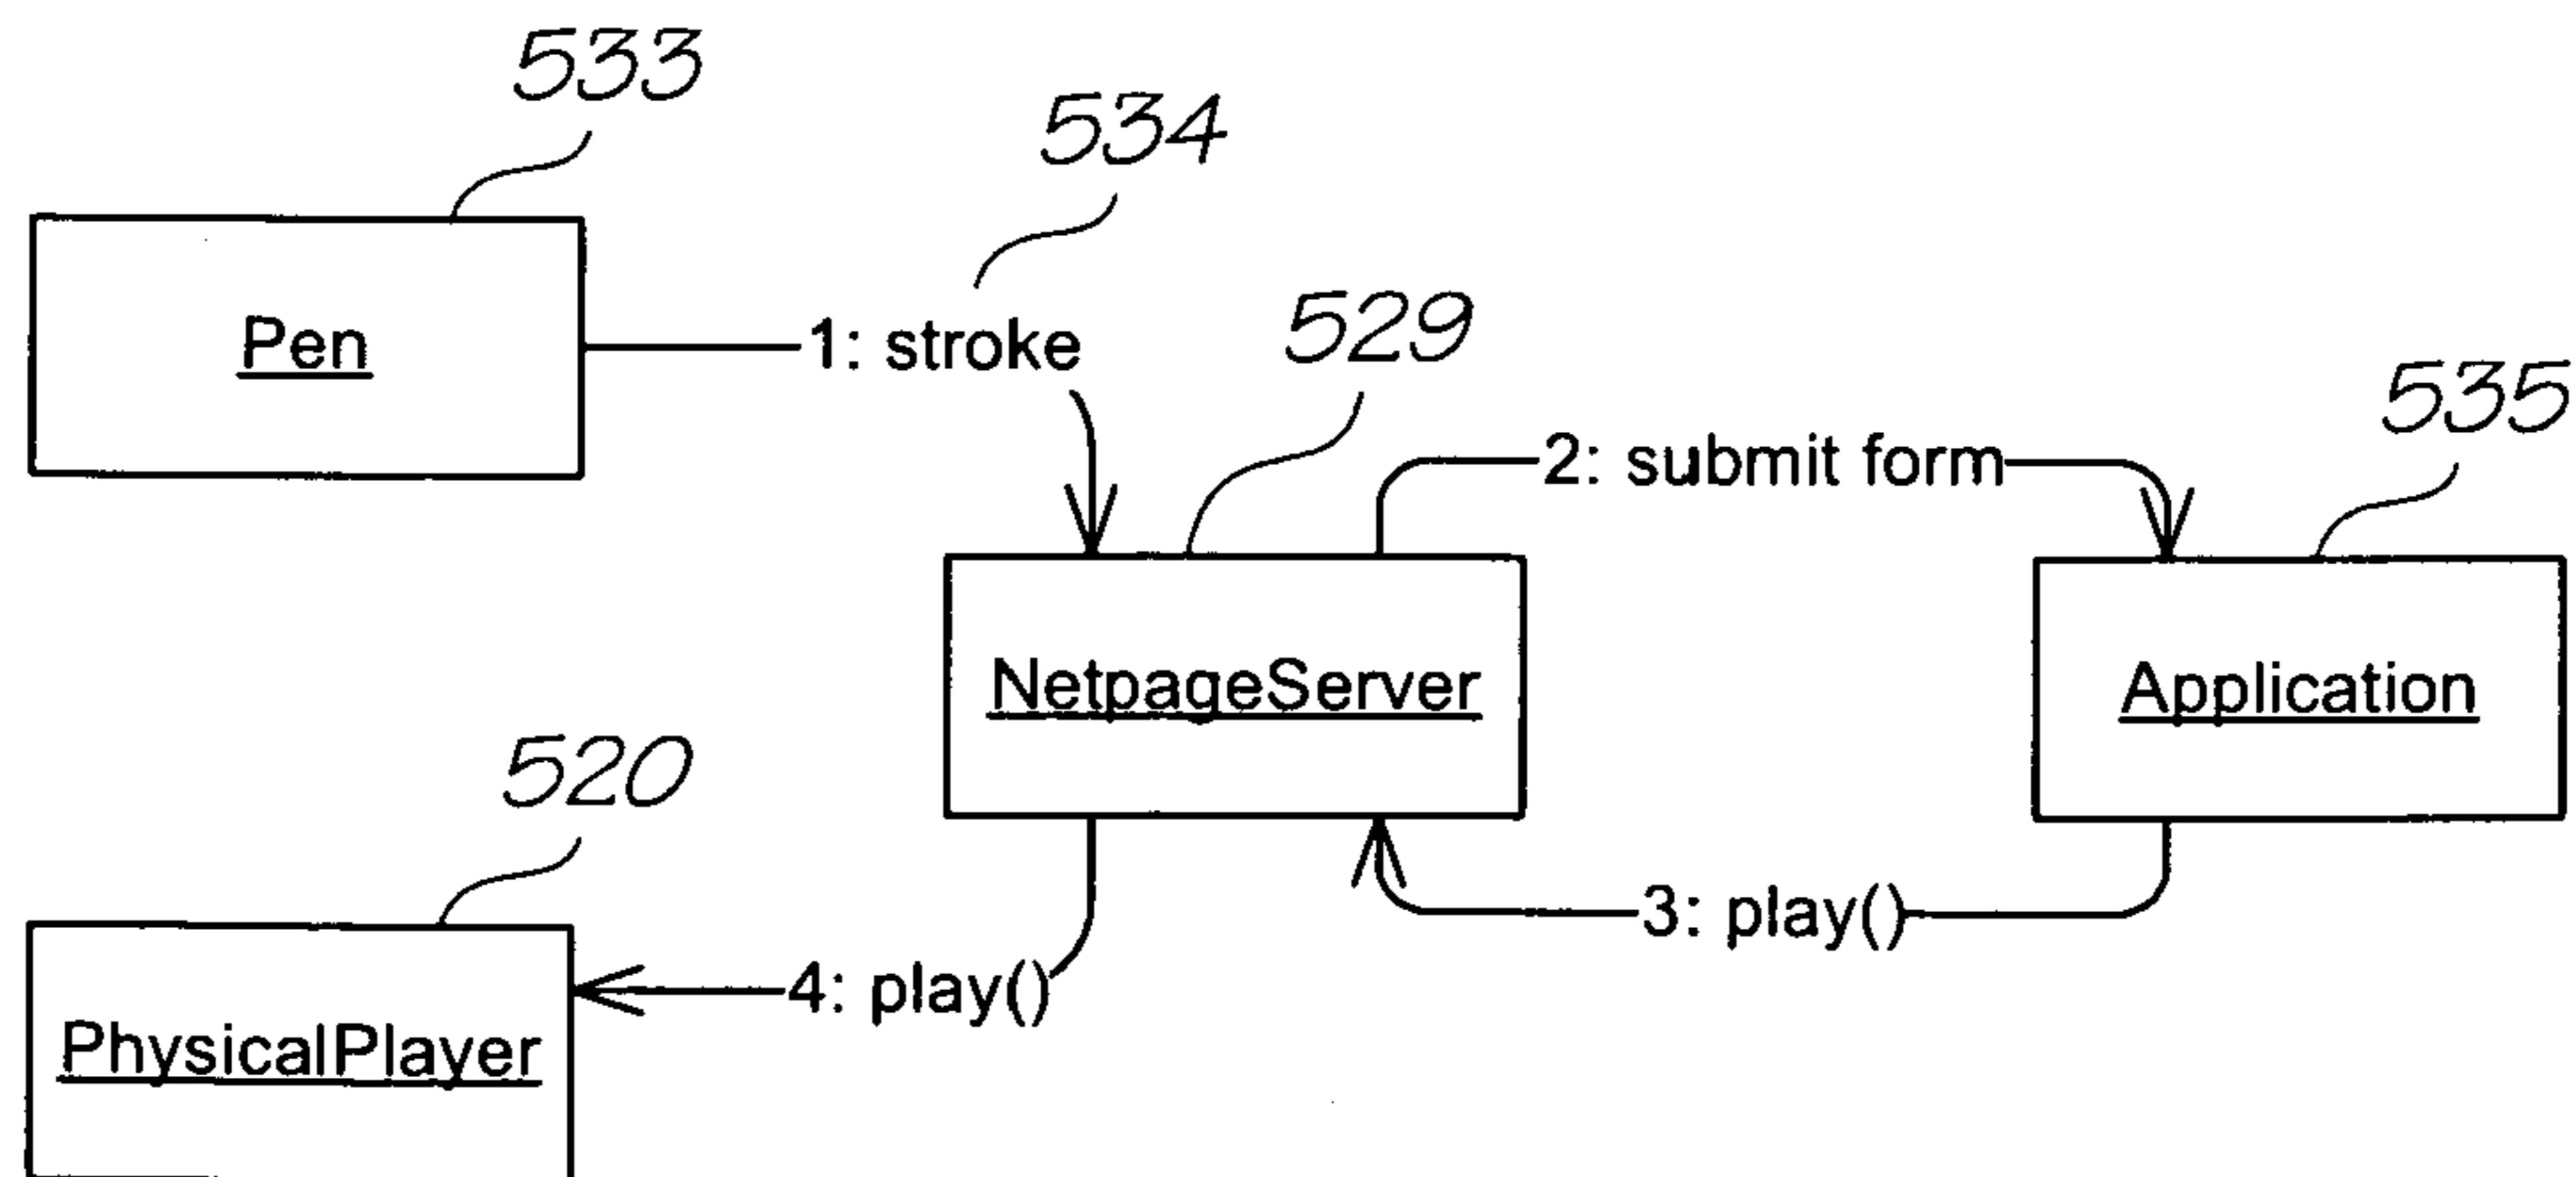 533
534
Pen
1: stroke
529
535
2: submit form
NetpageServer
Application
520
3: play()
4: play()
PhysicalPlayer